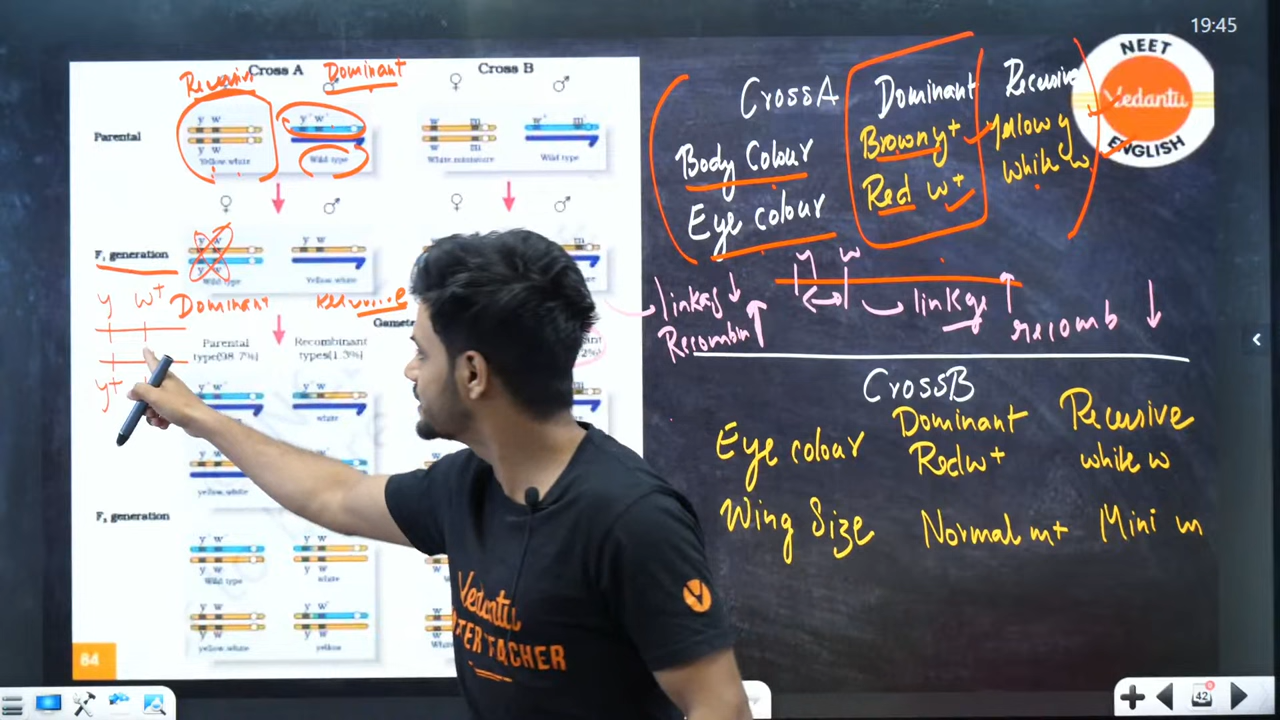 19:45
NEET
Vedantu
ENGLISH
Recessive Cross A Dominant
Cross B
♀ ♂
Parental
y w
y w
Yellow, white
y⁺ w⁺
Wild type
w m
w m
White, miniature
w⁺ m⁺
Wild type
♀ ♂
♀ ♂
F₁ generation
y w
Wild type
y w
Yellow, white
m
y w+
y+
Dominant
Recessive
Gamete
Parental
type(98.7%)
Recombinant
types(1.3%)
y w
white
yellow, white
F₂ generation
y w
y w
Wild type
y w
white
y w
y w
yellow, white
y w
y w
yellow
84
Cross A Dominant Recessive
Body Colour Brown y+ Yellow y
Eye colour Red w+ white w
y w
linkage ↓
Recombin ↑
linkage ↑
recomb ↓
Cross B
Dominant Recessive
Eye colour Red w+ white w
Wing Size Normal m+ Mini m
Vedantu
MASTER TEACHER
42